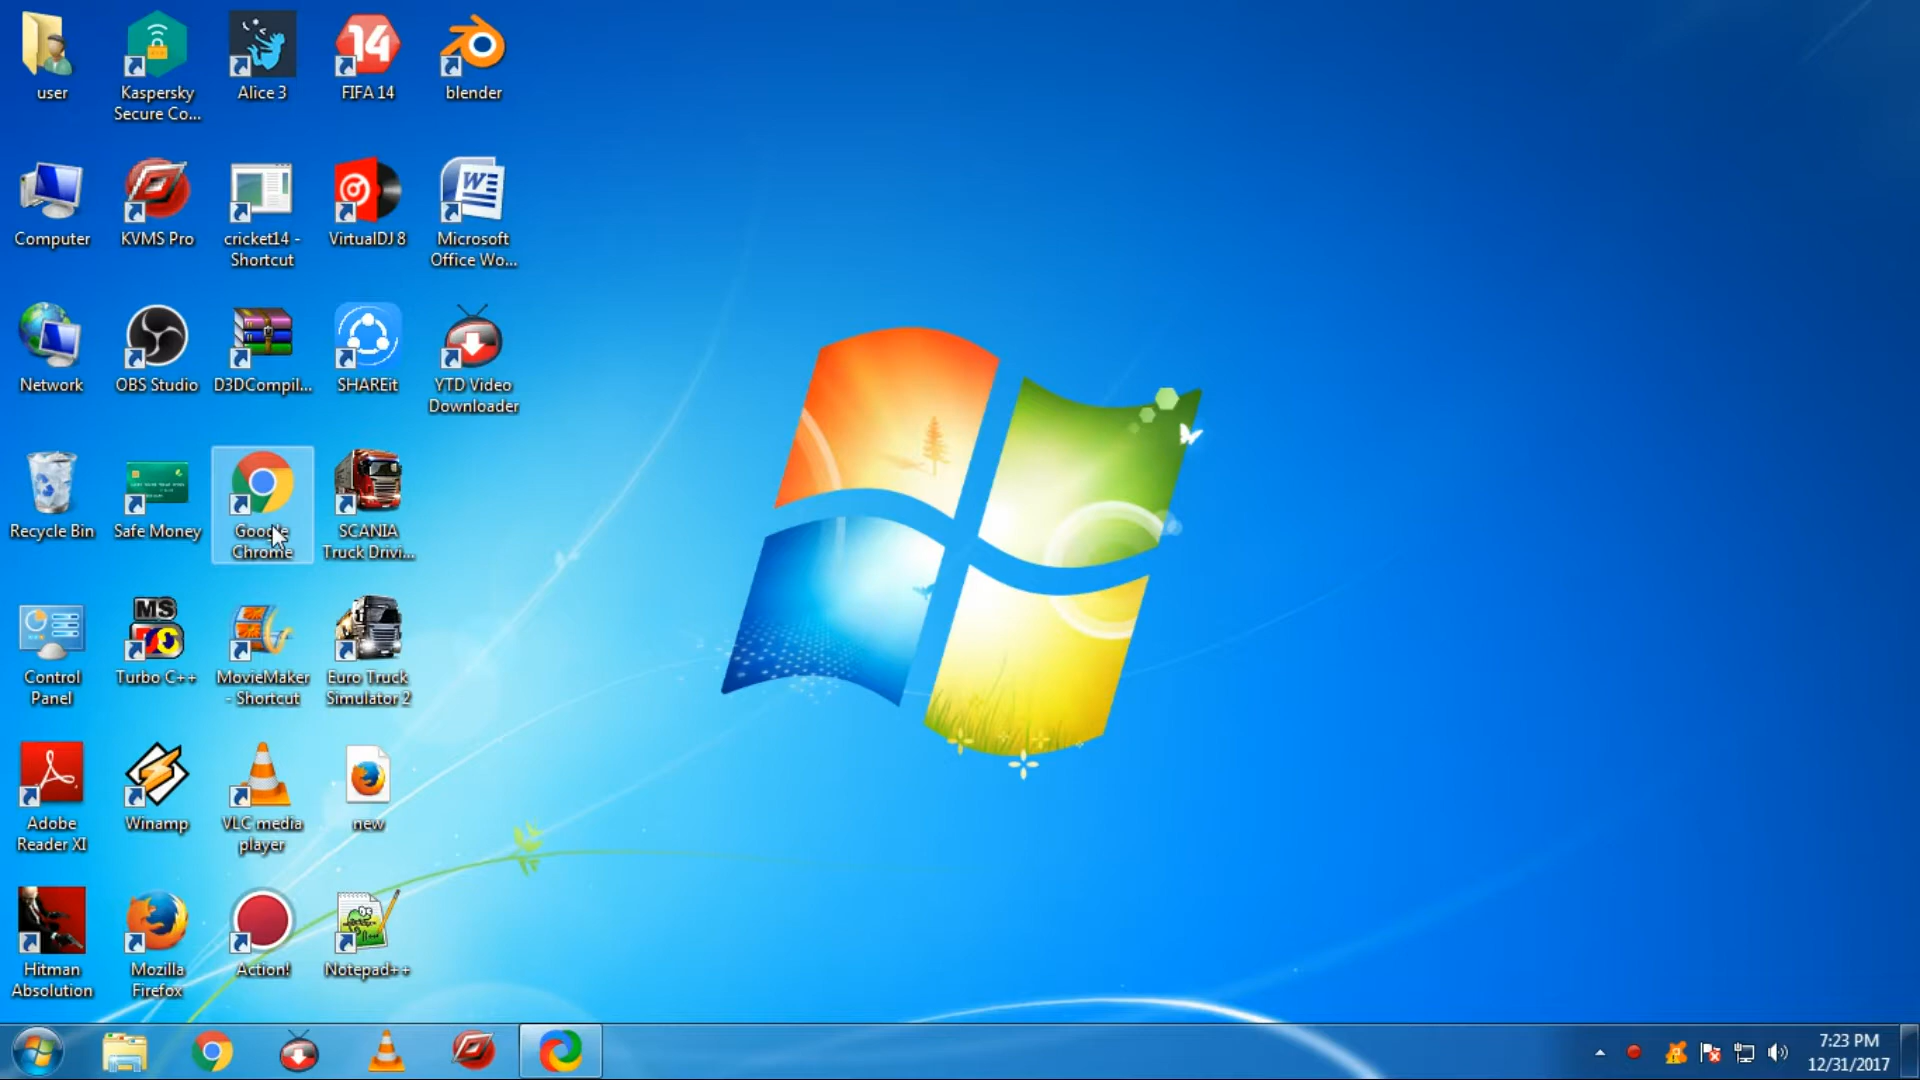 user
Kaspersky
Secure Co...
Alice 3
14
FIFA 14
blender
Computer
KVMS Pro
cricket14 -
Shortcut
VirtualDJ 8
W
Microsoft
Office Wo...
Network
OBS Studio
D3DCompil...
SHAREit
YTD Video
Downloader
Recycle Bin
Safe Money
Google
Chrome
SCANIA
Truck Drivi...
Control
Panel
MS
Turbo C++
MovieMaker
- Shortcut
Euro Truck
Simulator 2
Adobe
Reader XI
Winamp
VLC media
player
new
Hitman
Absolution
Mozilla
Firefox
Action!
Notepad++
7:23 PM
12/31/2017